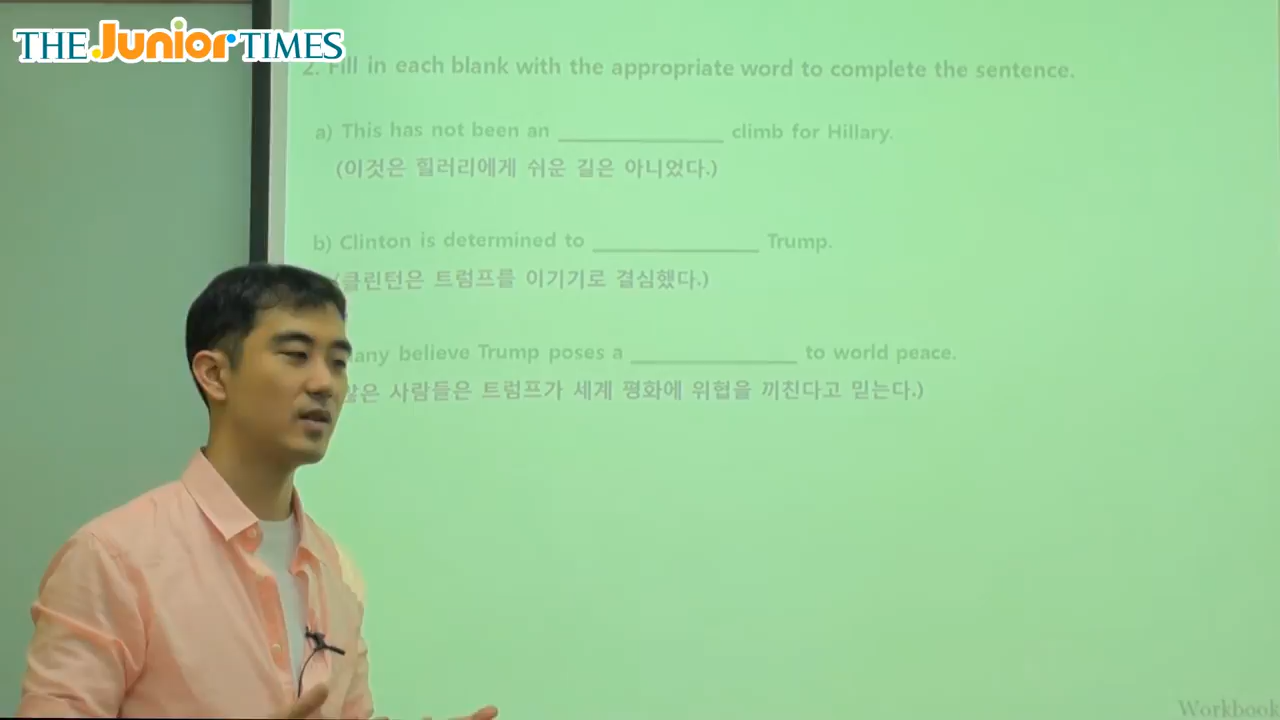 THE Junior TIMES
2. Fill in each blank with the appropriate word to complete the sentence.
a) This has not been an ______________ climb for Hillary.
(이것은 힐러리에게 쉬운 길은 아니었다.)
b) Clinton is determined to ______________ Trump.
(클린턴은 트럼프를 이기기로 결심했다.)
believe Trump poses a ______________ to world peace.
사람들은 트럼프가 세계 평화에 위협을 끼친다고 믿는다.)
Workbook